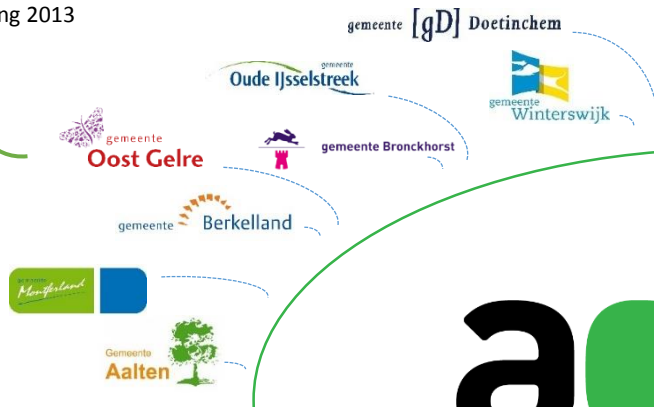 ng 2013
gemeente [gD] Doetinchem
gemeente
Oude IJsselstreek
gemeente
Winterswijk
gemeente
Oost Gelre
gemeente Bronckhorst
gemeente Berkelland
gemeente
Montferland
Gemeente
Aalten
a